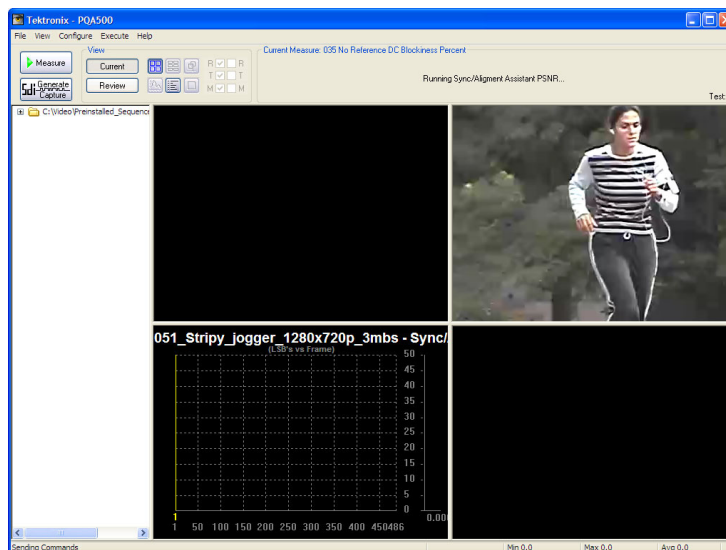 Tektronix - PQA500
File View Configure Execute Help
Measure
Sdi Generate
Capture
View
Current
Review
R R
T T
M M
Current Measure: 035 No Reference DC Blockiness Percent
Running Sync/Aligment Assistant PSNR...
Test:
C:\Video\Preinstalled_Sequence
051_Stripy_jogger_1280x720p_3mbs - Sync/
(LSB's vs Frame)
50
45
40
35
30
25
20
15
10
5
0
1
0.00
1 50 100 150 200 250 300 350 400 450486
Sending Commands
Min 0.0
Max 0.0
Avg 0.0